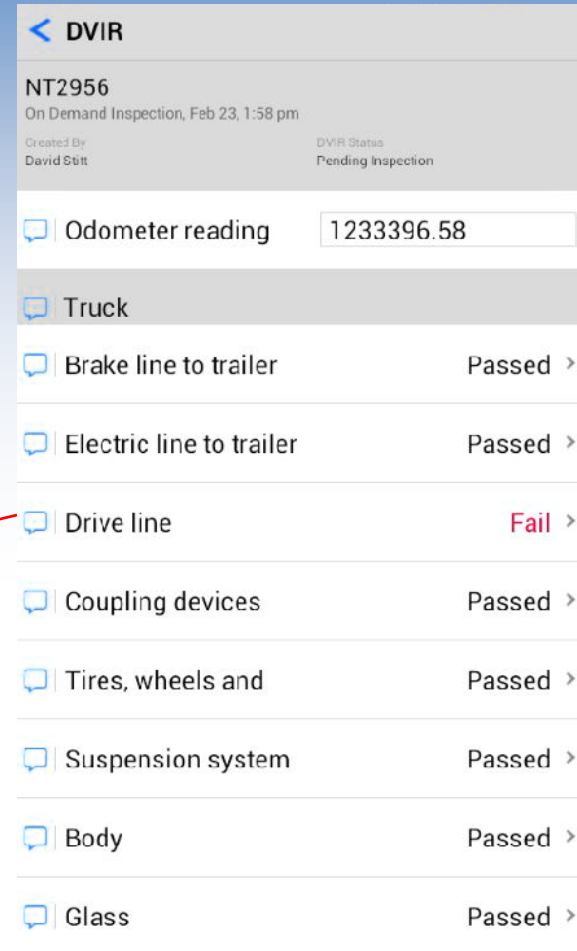 DVIR
NT2956
On Demand Inspection, Feb 23, 1:58 pm
Created By
DVIR Status
David Stitt
Pending Inspection
Odometer reading 1233396.58
Truck
Brake line to trailer Passed
Electric line to trailer Passed
Drive line Fail
Coupling devices Passed
Tires, wheels and Passed
Suspension system Passed
Body Passed
Glass Passed